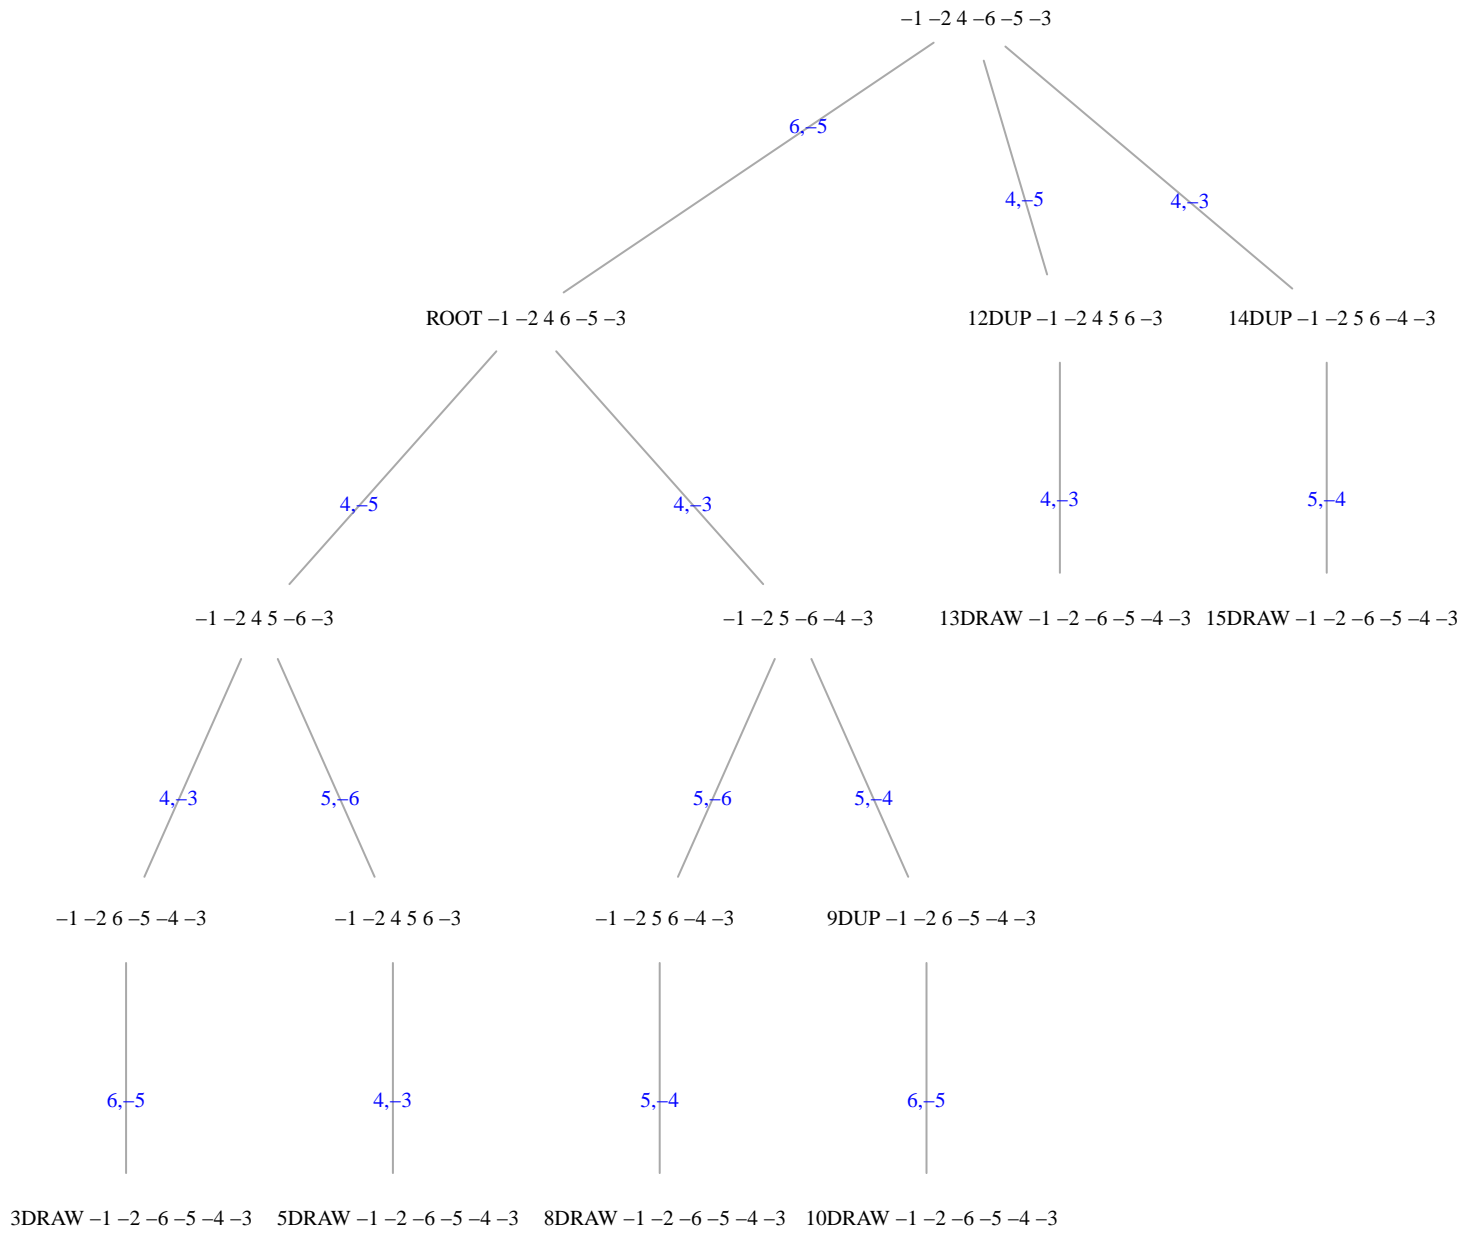 –1 –2 4 –6 –5 –3
6,–5
4,–5
4,–3
ROOT –1 –2 4 6 –5 –3
12DUP –1 –2 4 5 6 –3
14DUP –1 –2 5 6 –4 –3
4,–5
4,–3
4,–3
5,–4
–1 –2 4 5 –6 –3
–1 –2 5 –6 –4 –3
13DRAW –1 –2 –6 –5 –4 –3
15DRAW –1 –2 –6 –5 –4 –3
4,–3
5,–6
5,–6
5,–4
–1 –2 6 –5 –4 –3
–1 –2 4 5 6 –3
–1 –2 5 6 –4 –3
9DUP –1 –2 6 –5 –4 –3
6,–5
4,–3
5,–4
6,–5
3DRAW –1 –2 –6 –5 –4 –3
5DRAW –1 –2 –6 –5 –4 –3
8DRAW –1 –2 –6 –5 –4 –3
10DRAW –1 –2 –6 –5 –4 –3